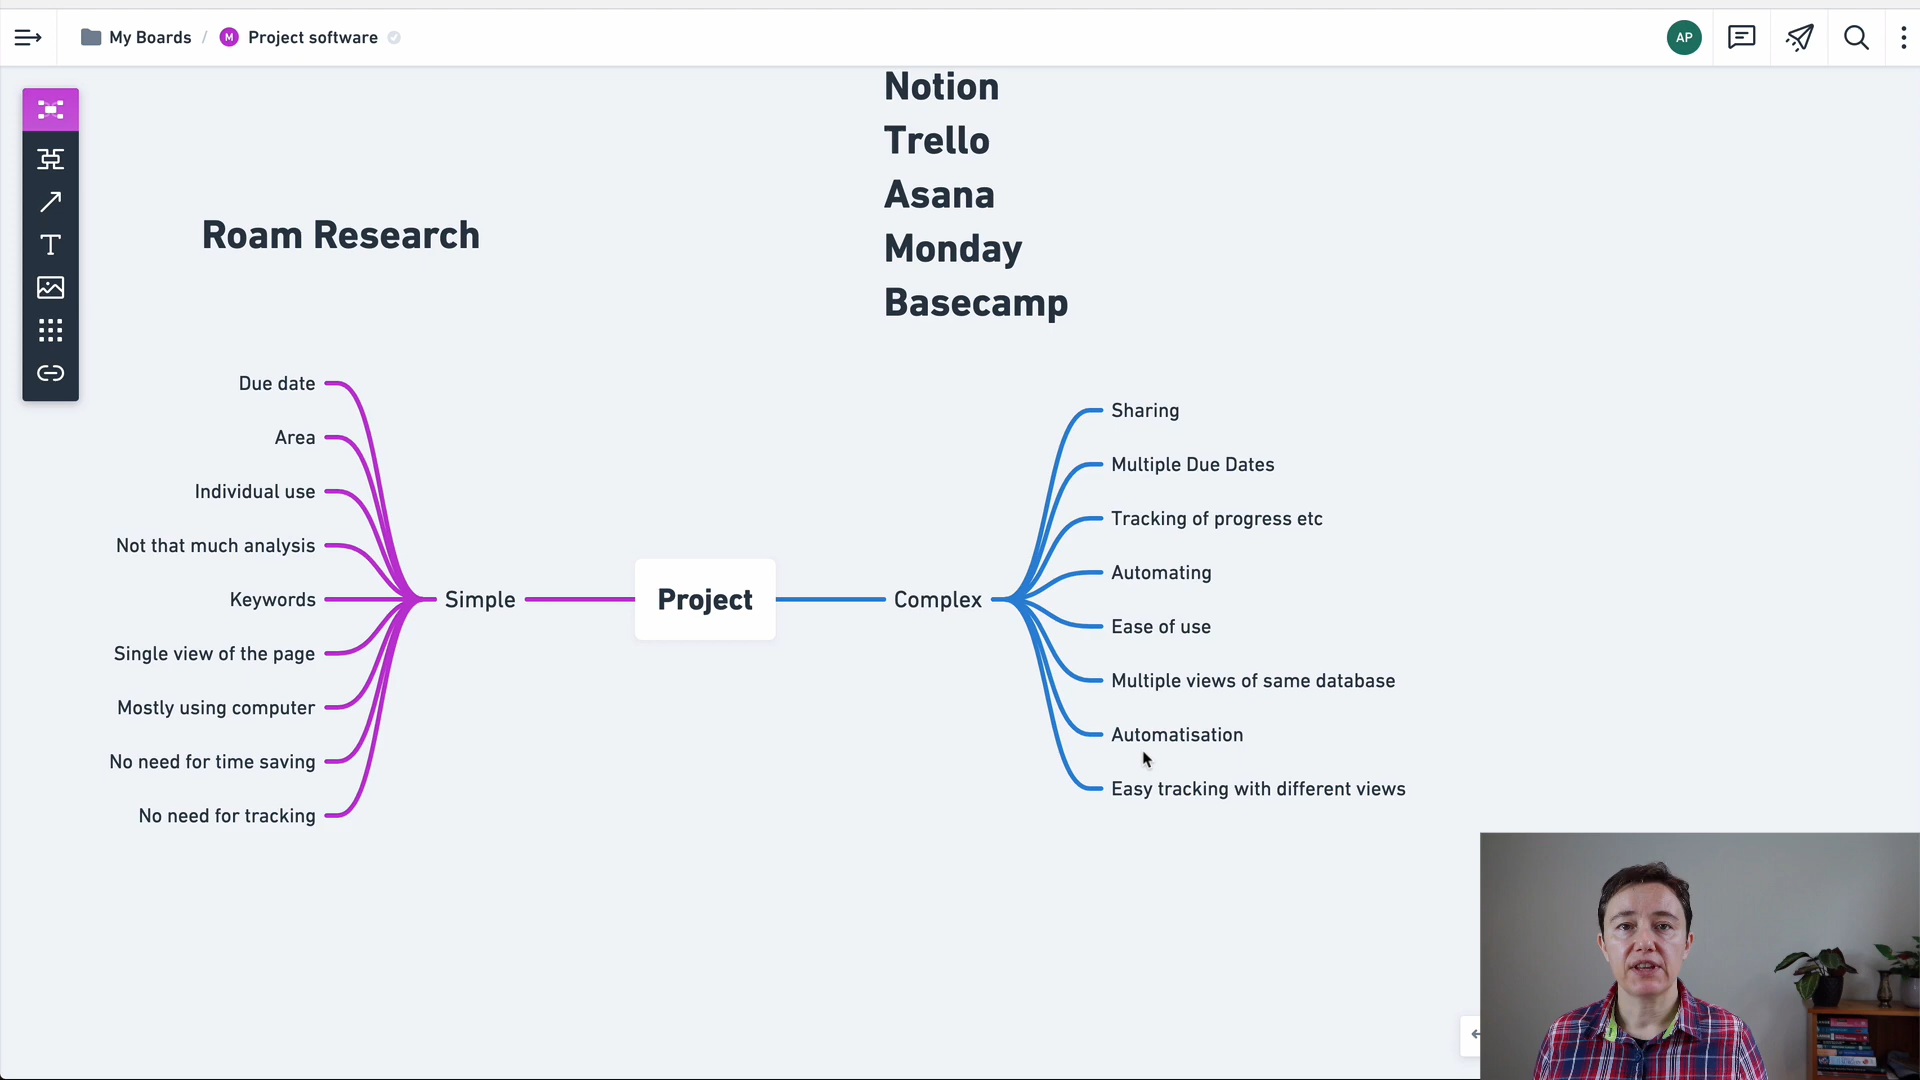 My Boards / M Project software
AP
Notion
Trello
Asana
Monday
Basecamp
Roam Research
Due date
Area
Individual use
Not that much analysis
Keywords
Single view of the page
Mostly using computer
No need for time saving
No need for tracking
Simple
Project
Complex
Sharing
Multiple Due Dates
Tracking of progress etc
Automating
Ease of use
Multiple views of same database
Automatisation
Easy tracking with different views
T